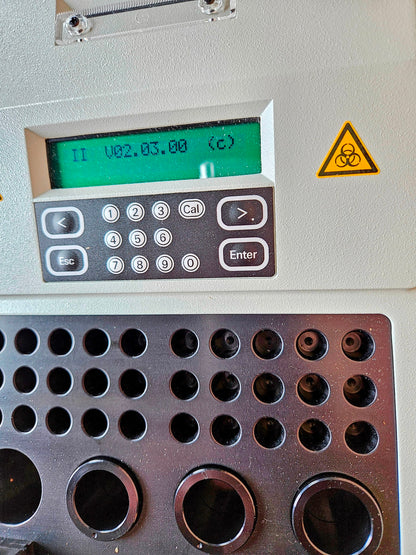 II V02.03.00 (c)
< 1 2 3 Cal >
4 5 6
Esc 7 8 9 0 Enter